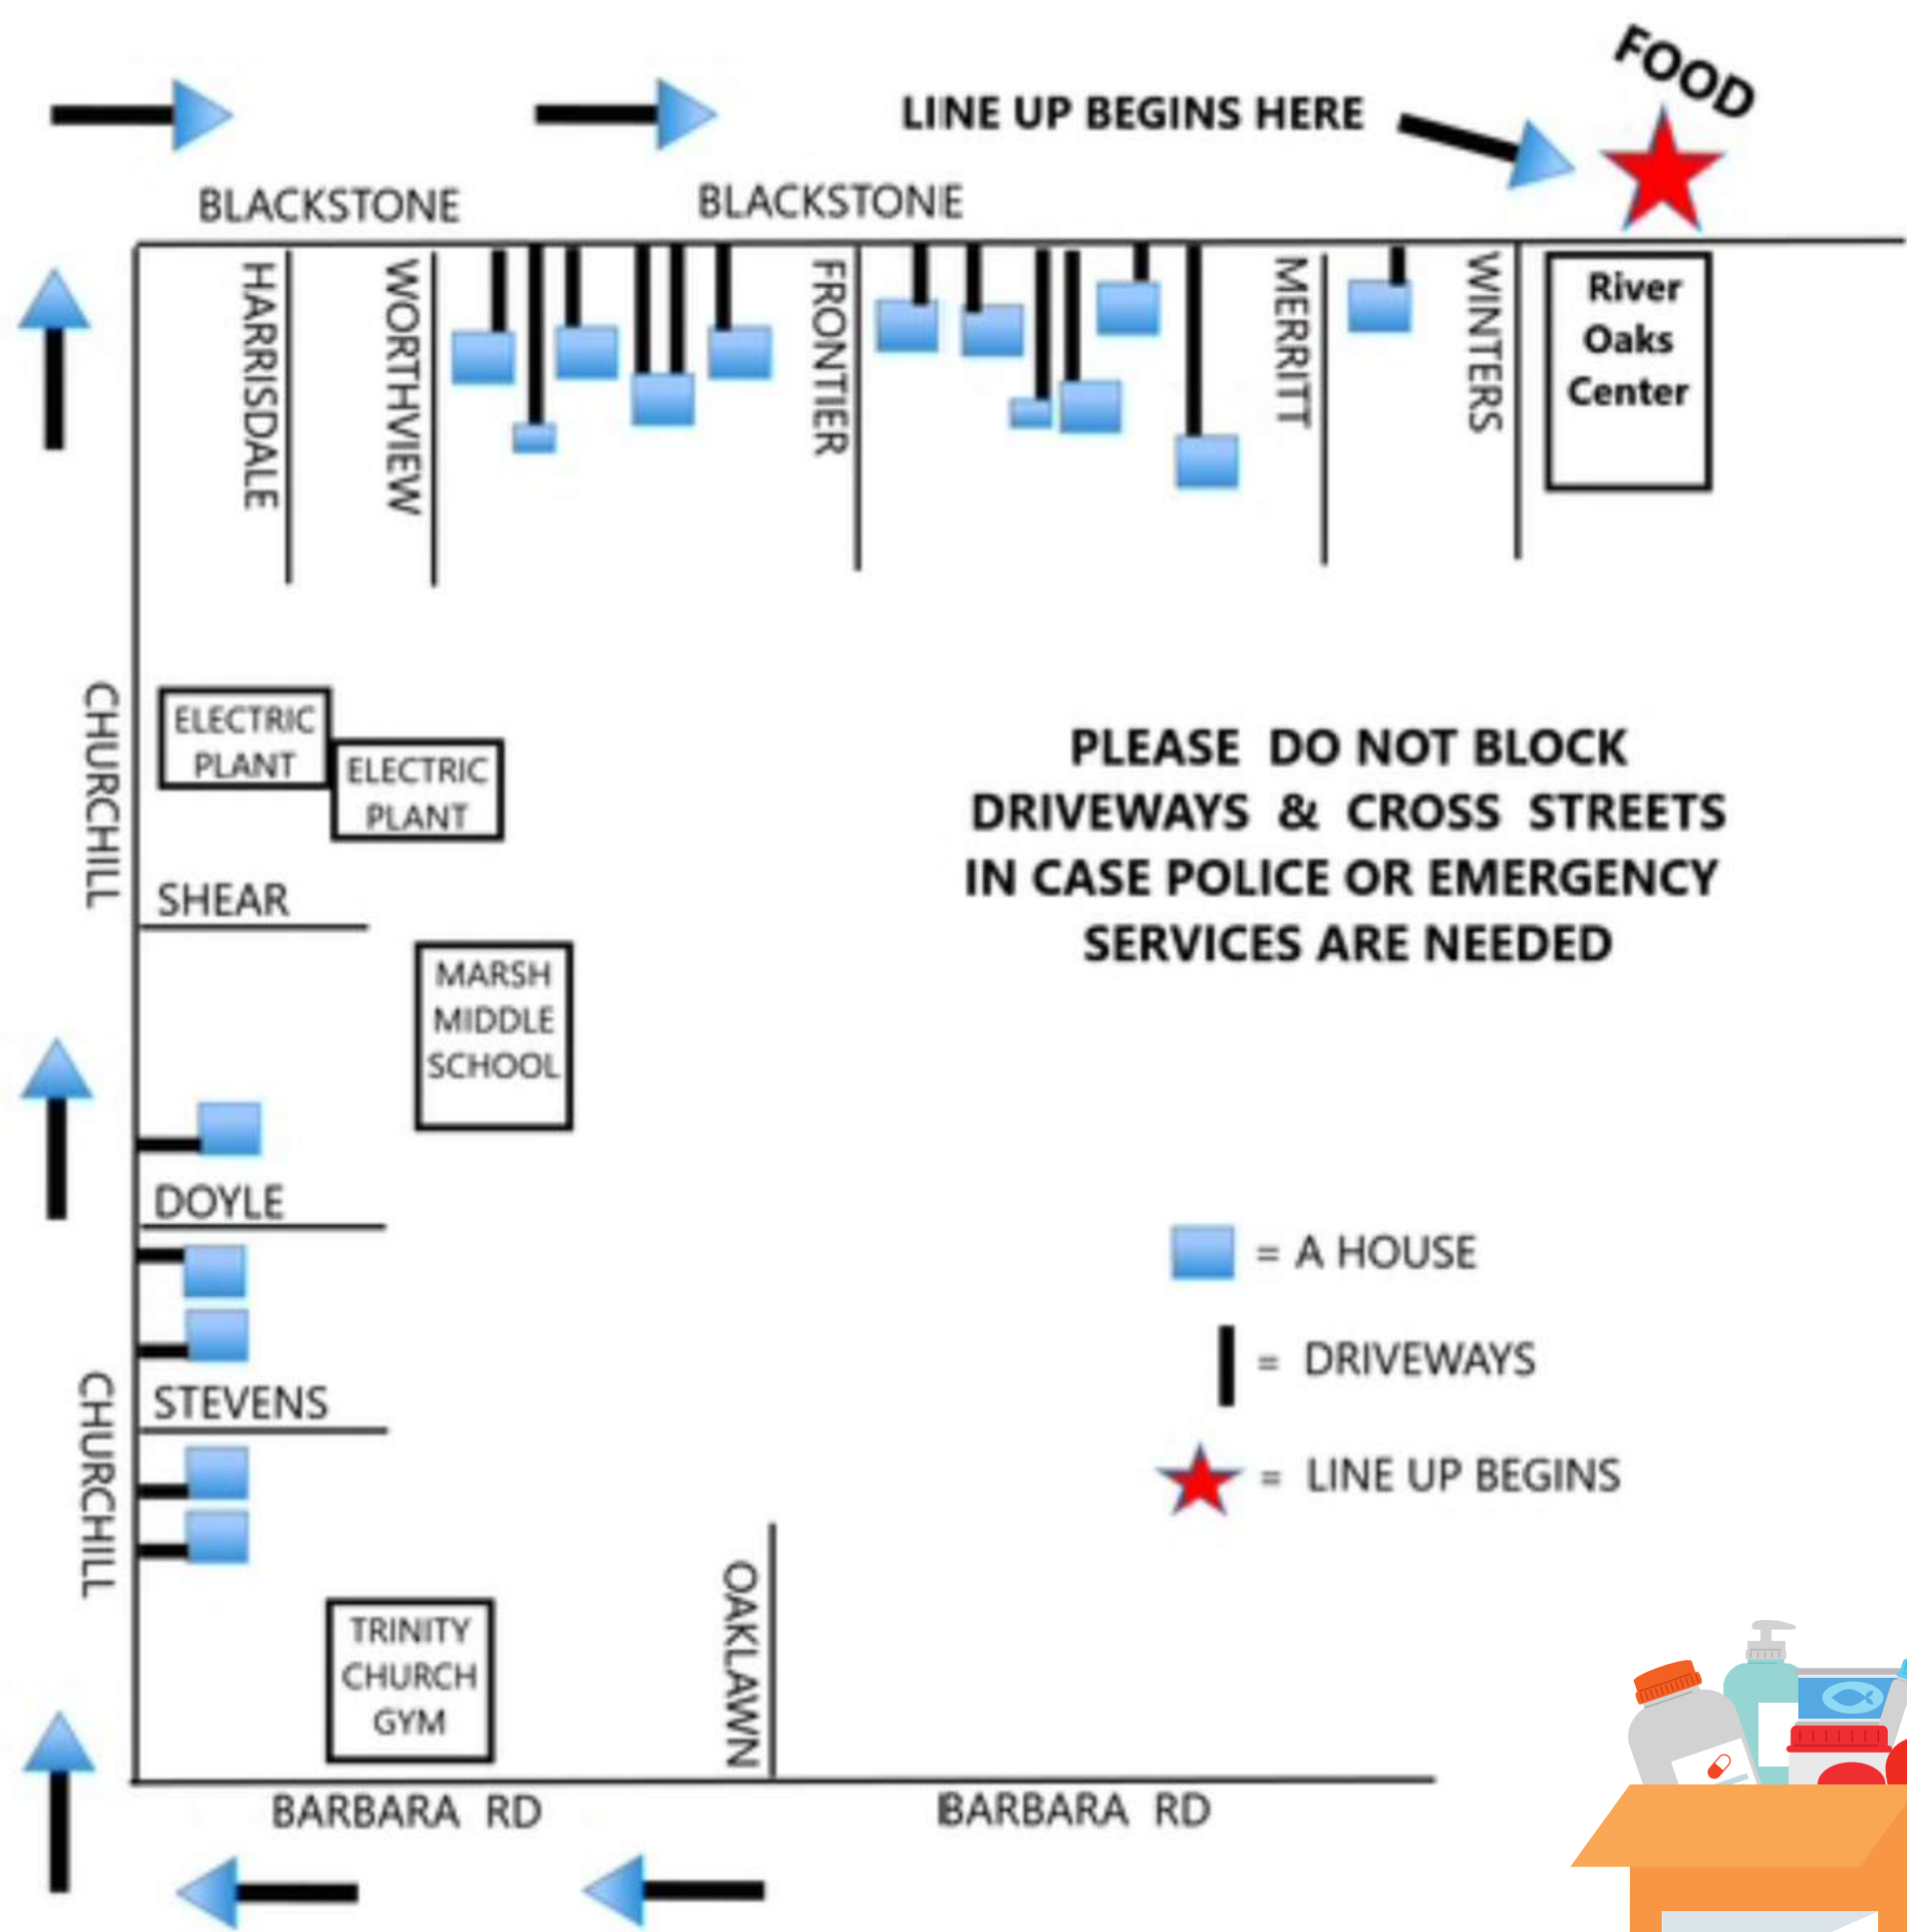 FOOD
LINE UP BEGINS HERE
BLACKSTONE
BLACKSTONE
HARRISDALE
WORTHVIEW
FRONTIER
MERRITT
WINTERS
River
Oaks
Center
CHURCHILL
ELECTRIC
PLANT
ELECTRIC
PLANT
PLEASE DO NOT BLOCK
DRIVEWAYS & CROSS STREETS
IN CASE POLICE OR EMERGENCY
SERVICES ARE NEEDED
SHEAR
MARSH
MIDDLE
SCHOOL
DOYLE
= A HOUSE
= DRIVEWAYS
CHURCHILL
STEVENS
= LINE UP BEGINS
TRINITY
CHURCH
GYM
OAKLAWN
BARBARA RD
BARBARA RD